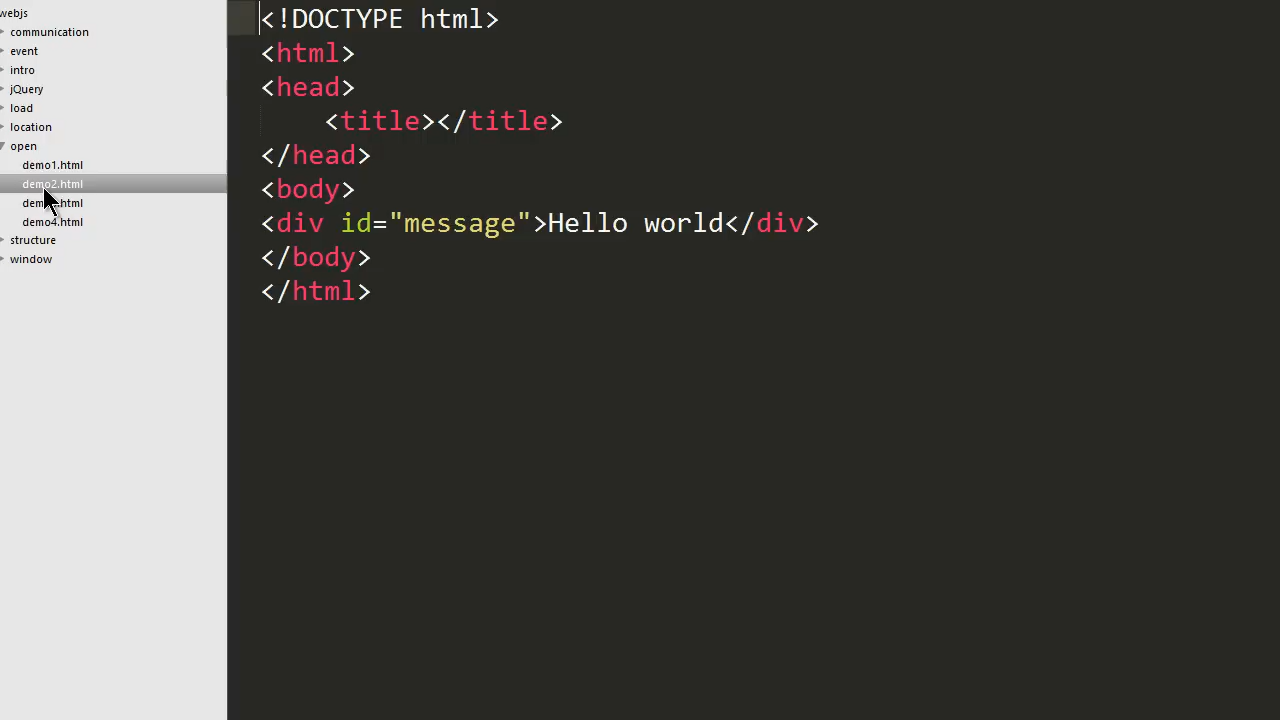 webjs
communication
event
intro
jQuery
load
location
open
demo1.html
demo2.html
.html
demo4.html
structure
window
<!DOCTYPE html>
<html>
<head>
    <title></title>
</head>
<body>
<div id="message">Hello world</div>
</body>
</html>